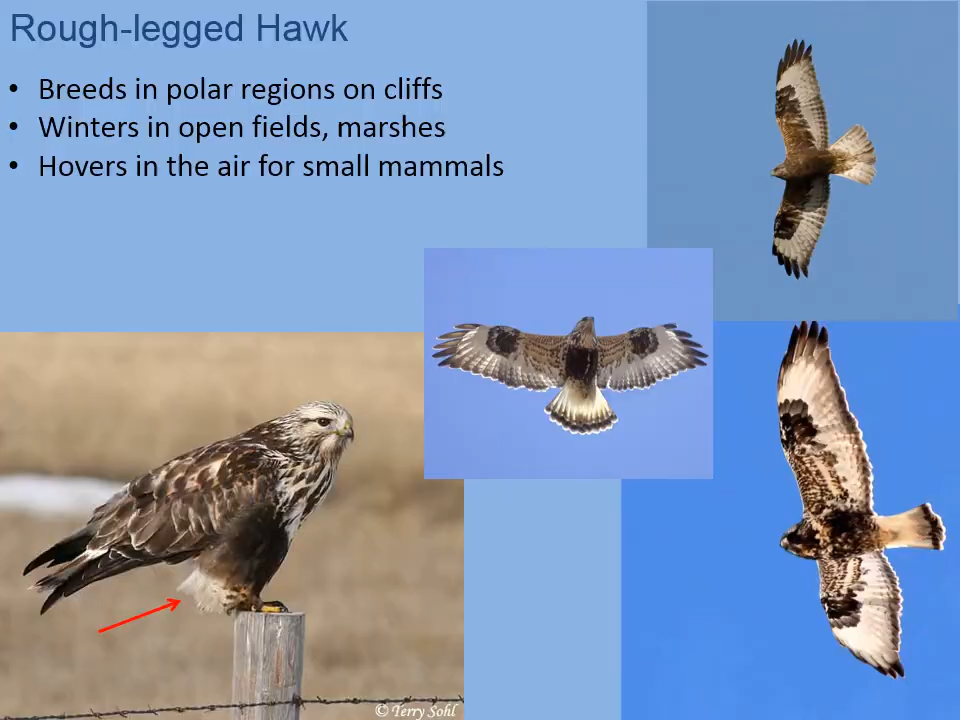 Rough-legged Hawk
• Breeds in polar regions on cliffs
• Winters in open fields, marshes
• Hovers in the air for small mammals
© Terry Sohl